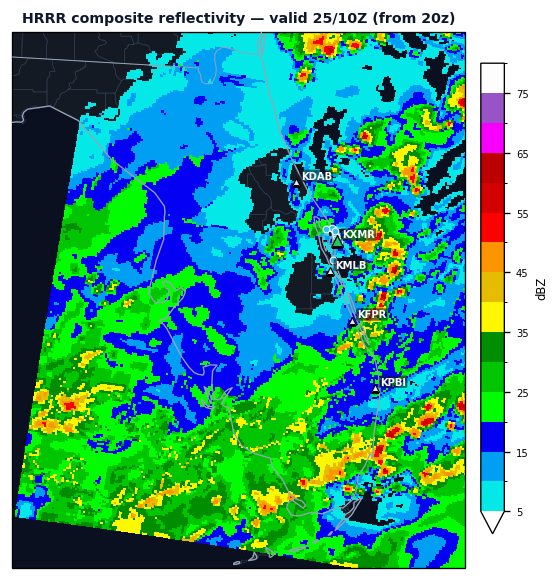 HRRR composite reflectivity — valid 25/10Z (from 20z)
KDAB
KXMR
KMLB
KFPR
KPBI
75
65
55
45
35
25
15
5
dBZ